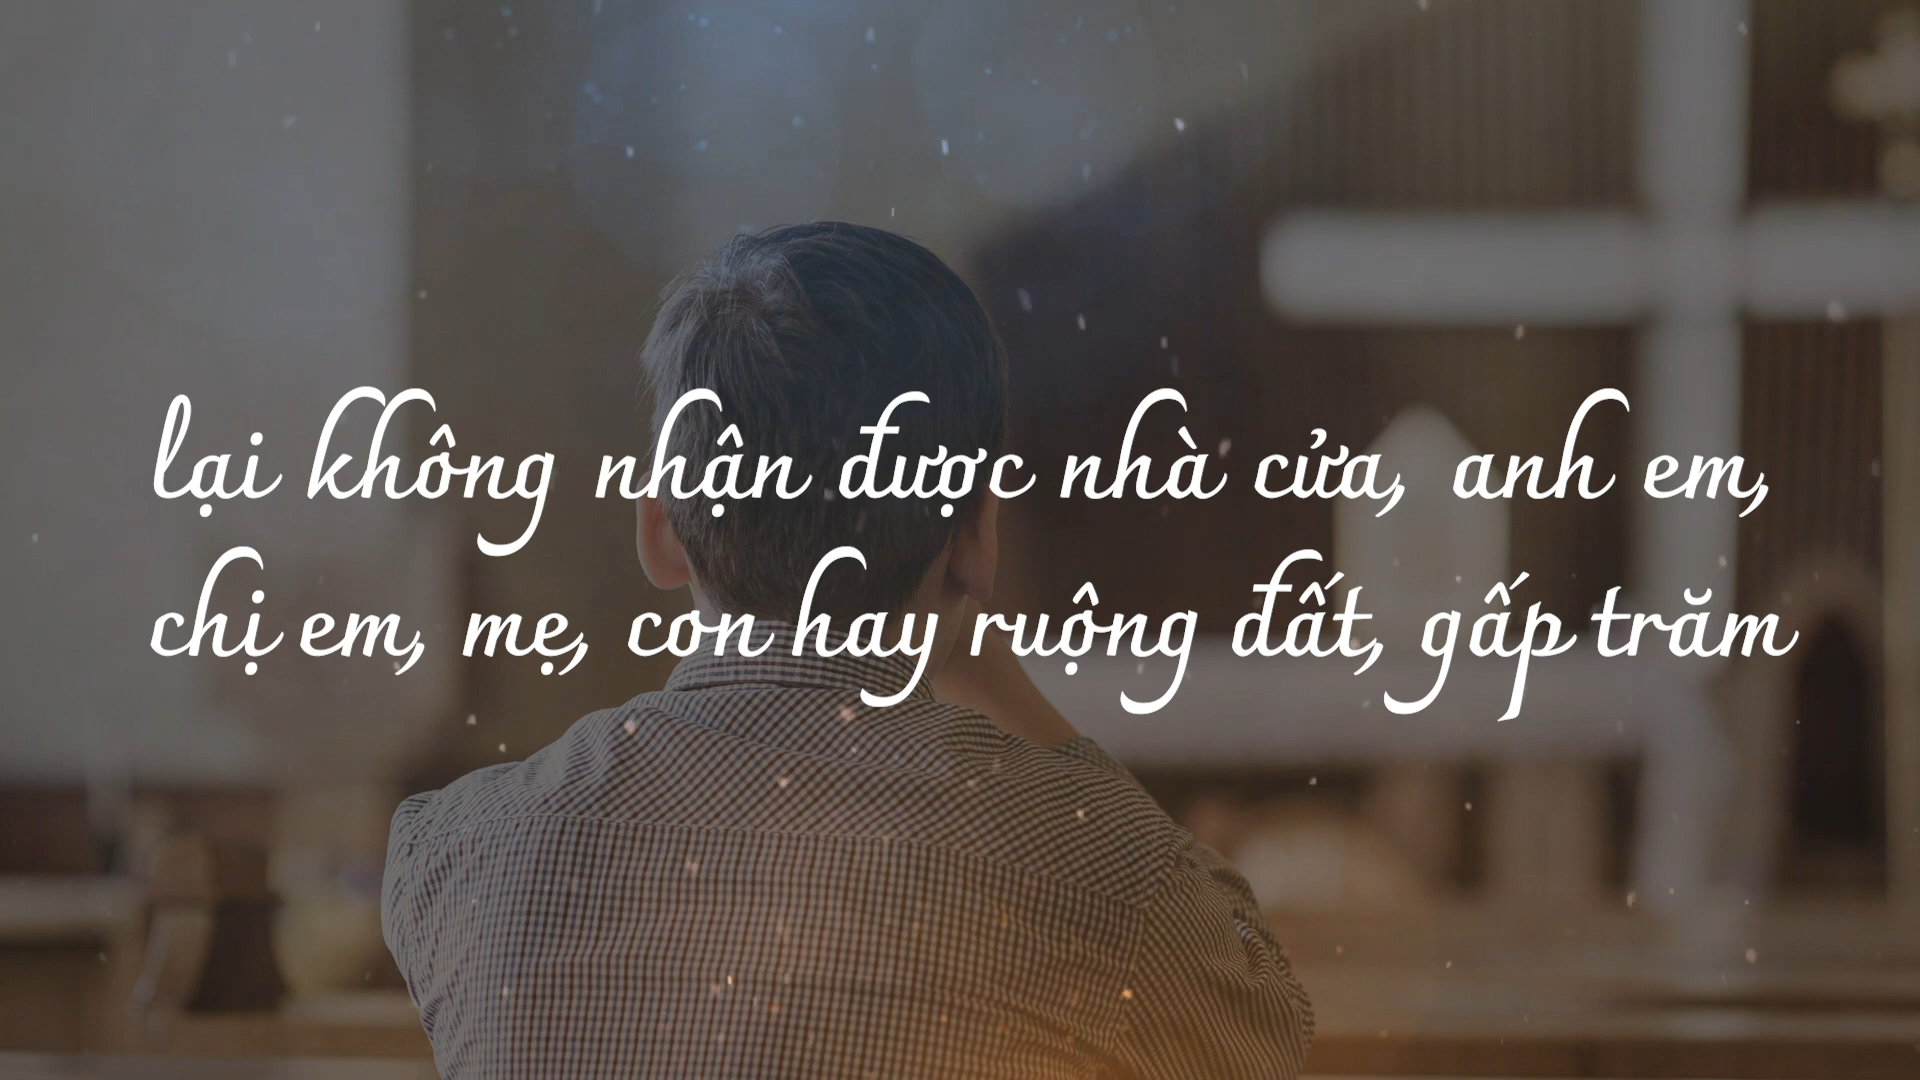 lại không nhận được nhà cửa, anh em,
chị em, mẹ, con hay ruộng đất, gấp trăm